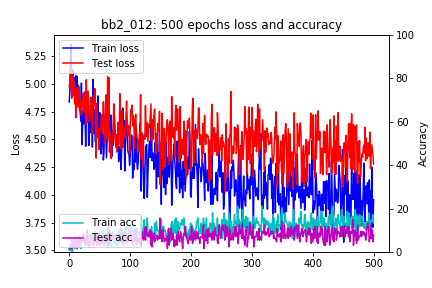 bb2_012: 500 epochs loss and accuracy
Train loss
Test loss
Train acc
Test acc
Loss
5.25
5.00
4.75
4.50
4.25
4.00
3.75
3.50
Accuracy
100
80
60
40
20
0
0 100 200 300 400 500